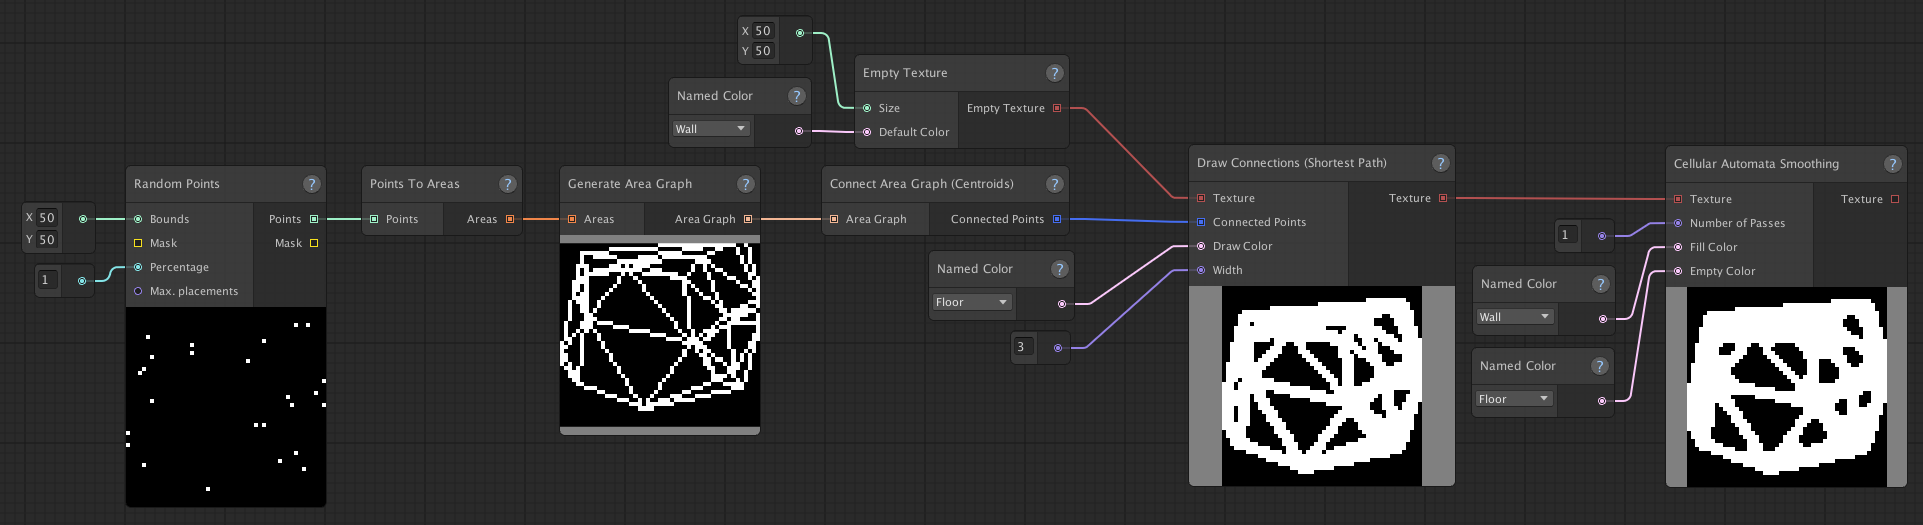 X 50
Y 50
1
Random Points ?
Bounds Points
Mask Mask
Percentage
Max. placements
Points To Areas ?
Points Areas
Generate Area Graph ?
Areas Area Graph
X 50
Y 50
Named Color ?
Wall
Empty Texture ?
Size Empty Texture
Default Color
Connect Area Graph (Centroids) ?
Area Graph Connected Points
Named Color ?
Floor
3
Draw Connections (Shortest Path) ?
Texture Texture
Connected Points
Draw Color
Width
1
Named Color ?
Wall
Named Color ?
Floor
Cellular Automata Smoothing ?
Texture Texture
Number of Passes
Fill Color
Empty Color